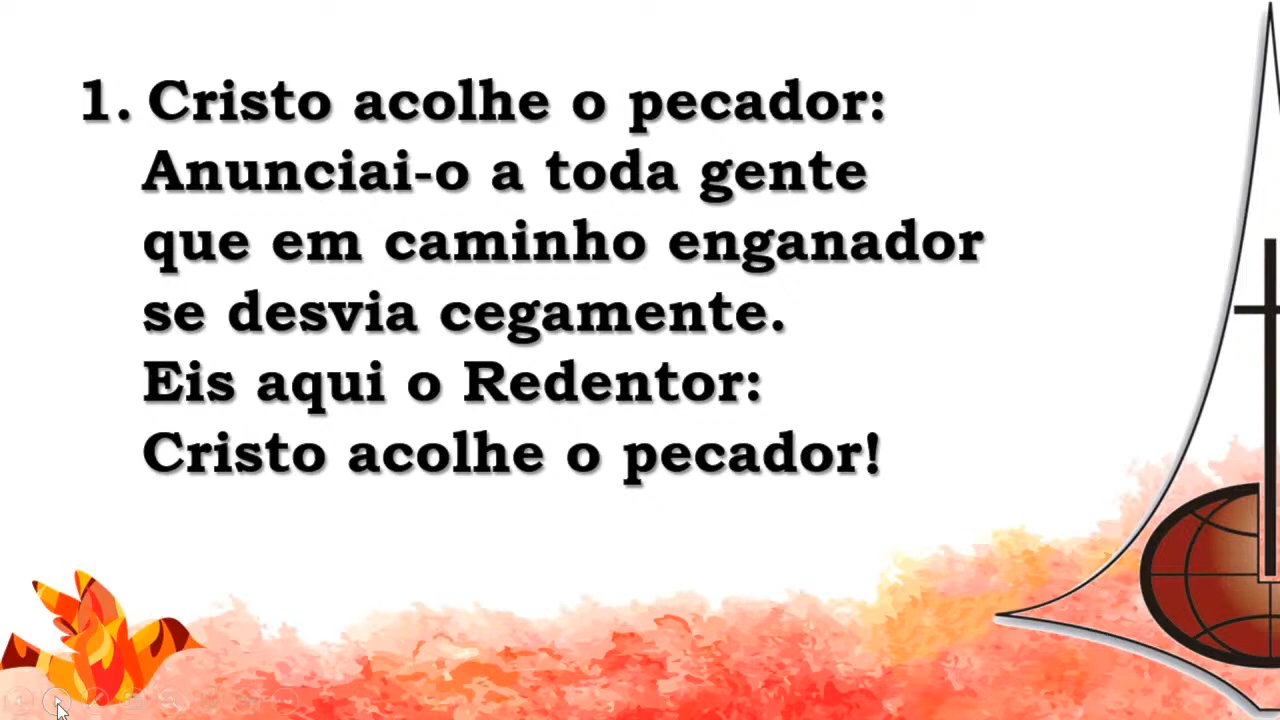 1. Cristo acolhe o pecador:
Anunciai-o a toda gente
que em caminho enganador
se desvia cegamente.
Eis aqui o Redentor:
Cristo acolhe o pecador!